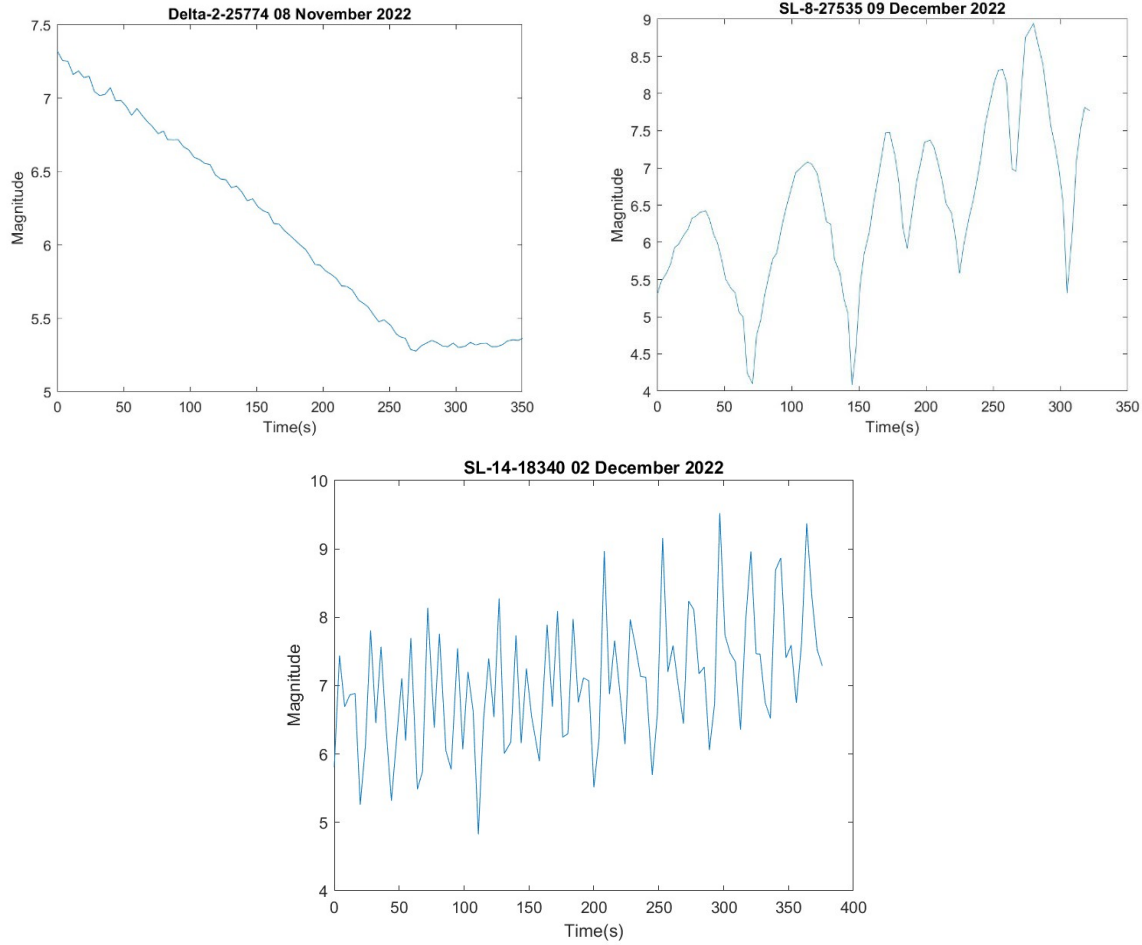 Delta-2-25774 08 November 2022
7.5
7
6.5
6
5.5
5
Magnitude
0 50 100 150 200 250 300 350
Time(s)
SL-8-27535 09 December 2022
9
8.5
8
7.5
7
6.5
6
5.5
5
4.5
4
Magnitude
0 50 100 150 200 250 300 350
Time(s)
SL-14-18340 02 December 2022
10
9
8
7
6
5
4
Magnitude
0 50 100 150 200 250 300 350 400
Time(s)